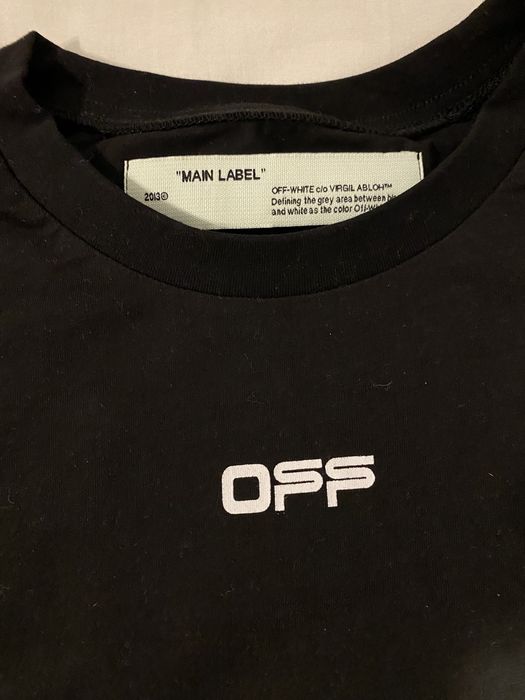 "MAIN LABEL"
2013©
OFF-WHITE c/o VIRGIL ABLOH™
Defining the grey area between
and white as the color
OFF